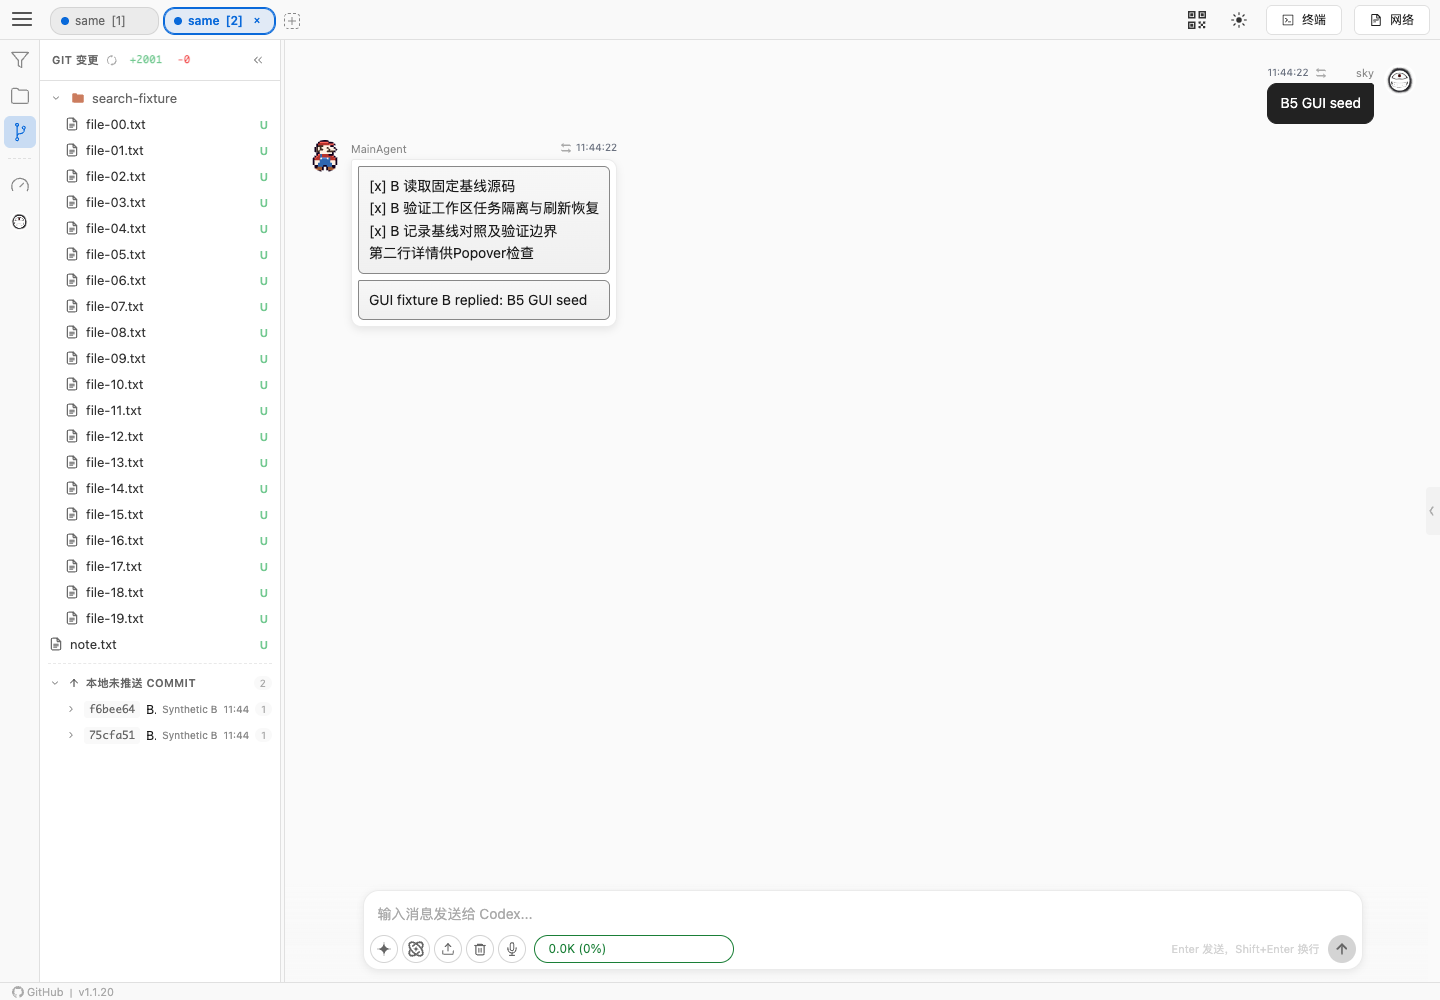 same [1]
same [2] ×
终端
网络
GIT 变更 +2001 -0
search-fixture
file-00.txt U
file-01.txt U
file-02.txt U
file-03.txt U
file-04.txt U
file-05.txt U
file-06.txt U
file-07.txt U
file-08.txt U
file-09.txt U
file-10.txt U
file-11.txt U
file-12.txt U
file-13.txt U
file-14.txt U
file-15.txt U
file-16.txt U
file-17.txt U
file-18.txt U
file-19.txt U
note.txt U
本地未推送 COMMIT 2
f6bee64 B. Synthetic B 11:44 1
75cfa51 B. Synthetic B 11:44 1
11:44:22 sky
B5 GUI seed
MainAgent 11:44:22
[x] B 读取固定基线源码
[x] B 验证工作区任务隔离与刷新恢复
[x] B 记录基线对照及验证边界
第二行详情供Popover检查
GUI fixture B replied: B5 GUI seed
输入消息发送给 Codex...
0.0K (0%)
Enter 发送，Shift+Enter 换行
GitHub | v1.1.20